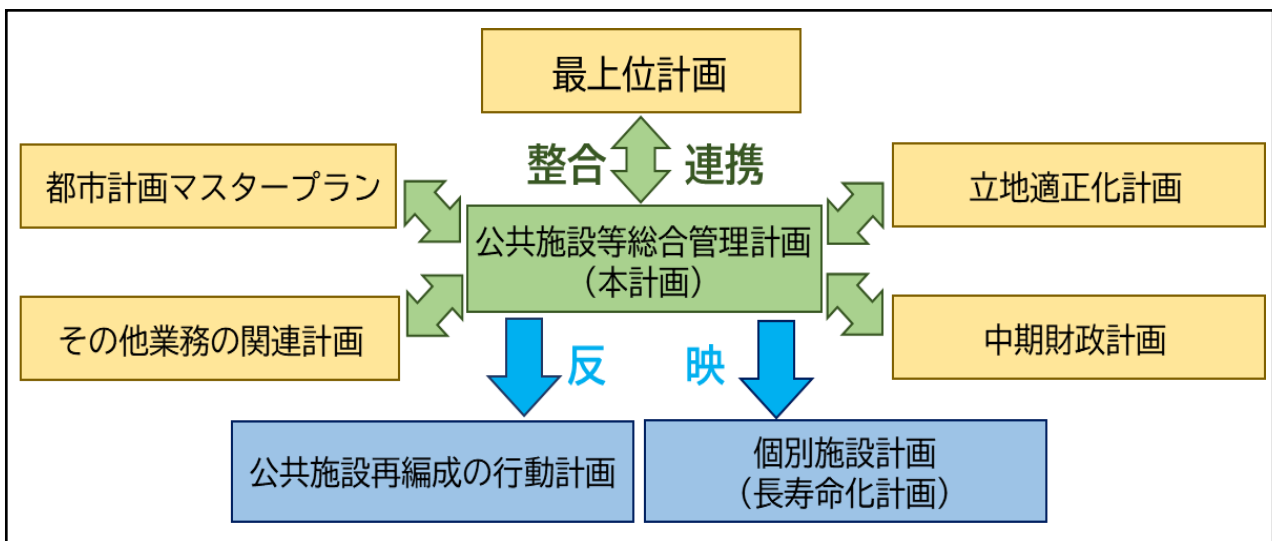 最上位計画
整合 連携
都市計画マスタープラン
立地適正化計画
公共施設等総合管理計画
（本計画）
その他業務の関連計画
中期財政計画
反 映
公共施設再編成の行動計画
個別施設計画
（長寿命化計画）